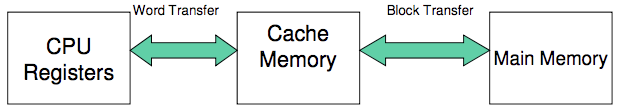 Word Transfer
Block Transfer
CPU
Registers
Cache
Memory
Main Memory